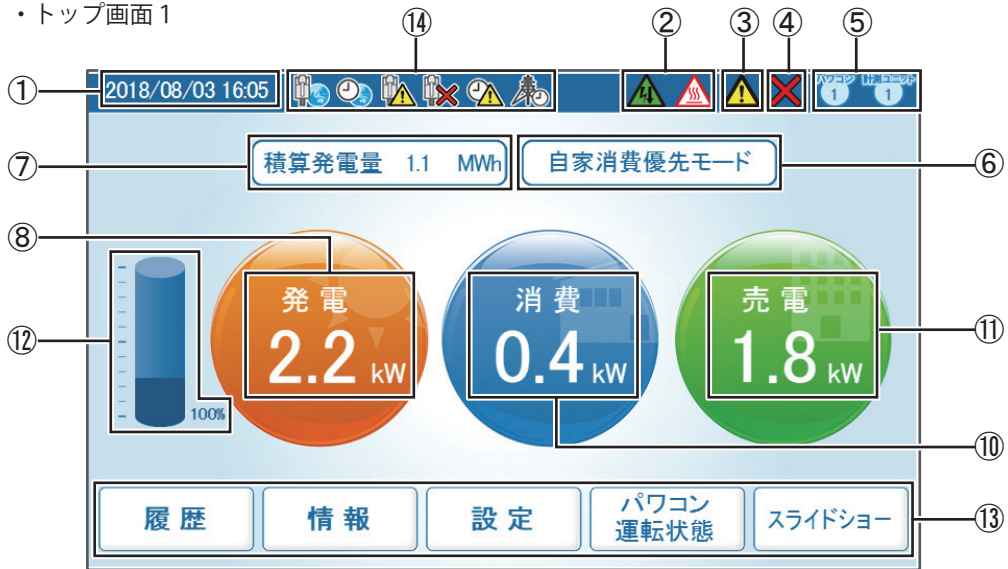 ・トップ画面1
⑭ ② ③ ④ ⑤
① 2018/08/03 16:05 パワコン 1 計測ユニット 1
⑦ 積算発電量 1.1 MWh 自家消費優先モード ⑥
⑧
⑫ 100%
発電
2.2 kW
消費
0.4 kW
売電
1.8 kW
⑪
⑩
履歴 情報 設定 パワコン
運転状態 スライドショー ⑬